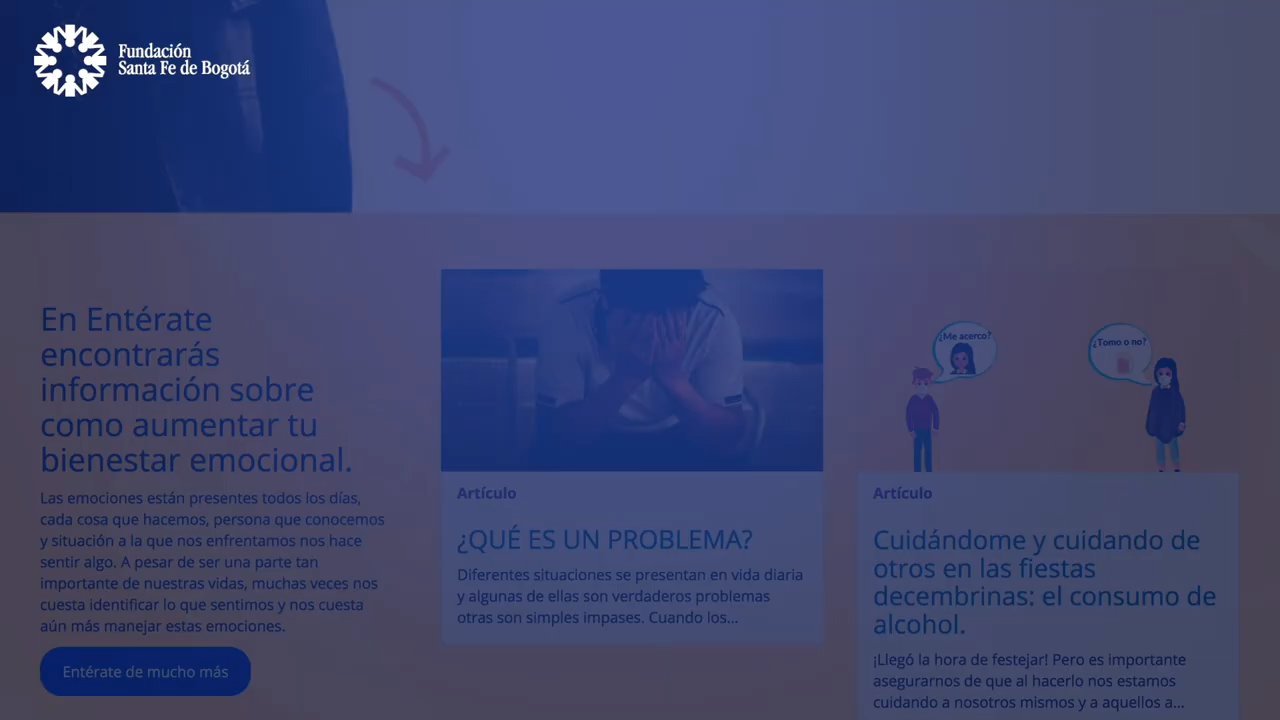 Fundación
Santa Fe de Bogotá
En Entérate
encontrarás
información sobre
como aumentar tu
bienestar emocional.
Las emociones están presentes todos los días,
cada cosa que hacemos, persona que conocemos
y situación a la que nos enfrentamos nos hace
sentir algo. A pesar de ser una parte tan
importante de nuestras vidas, muchas veces nos
cuesta identificar lo que sentimos y nos cuesta
aún más manejar estas emociones.
Entérate de mucho más
Artículo
¿QUÉ ES UN PROBLEMA?
Diferentes situaciones se presentan en vida diaria
y algunas de ellas son verdaderos problemas
otras son simples impases. Cuando los...
¿Me acerco?
¿Tomo o no?
Artículo
Cuidándome y cuidando de
otros en las fiestas
decembrinas: el consumo de
alcohol.
¡Llegó la hora de festejar! Pero es importante
asegurarnos de que al hacerlo nos estamos
cuidando a nosotros mismos y a aquellos a...